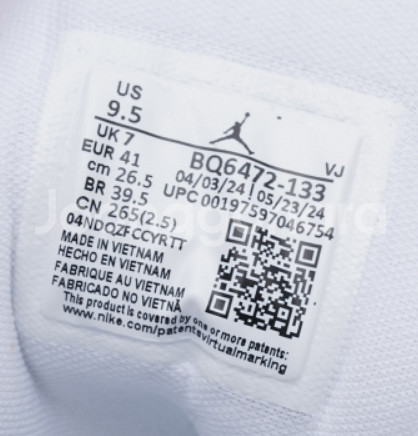 US
9.5
UK 7
EUR 41
cm 26.5
BR 39.5
CN 265(2.5)
04NDQZFCCYRTT
VJ
BQ6472-133
04/03/24 | 05/23/24
UPC 00197597046754
MADE IN VIETNAM
HECHO EN VIETNAM
FABRIQUE AU VIETNAM
FABRICADO NO VIETNÃ
This product is covered by one or more patents:
www.nike.com/patentsvirtualmarking